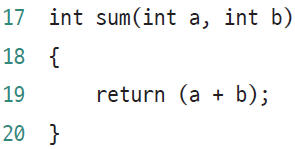 17 int sum(int a, int b)
18 {
19     return (a + b);
20 }